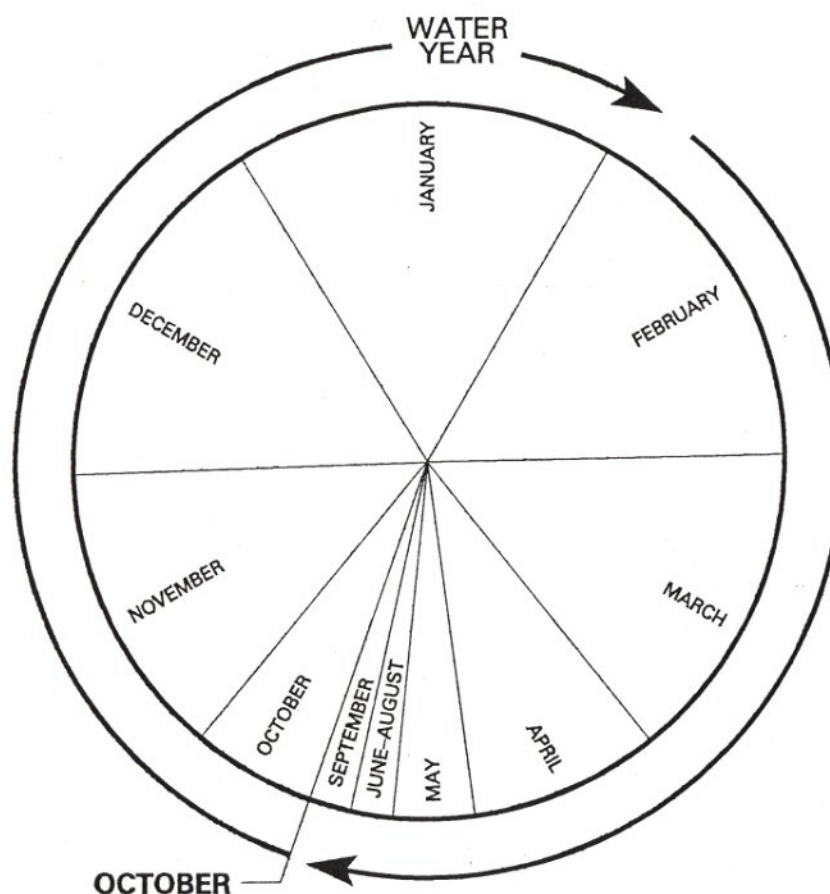 WATER
YEAR
JANUARY
FEBRUARY
MARCH
APRIL
MAY
JUNE–AUGUST
SEPTEMBER
OCTOBER
NOVEMBER
DECEMBER
OCTOBER